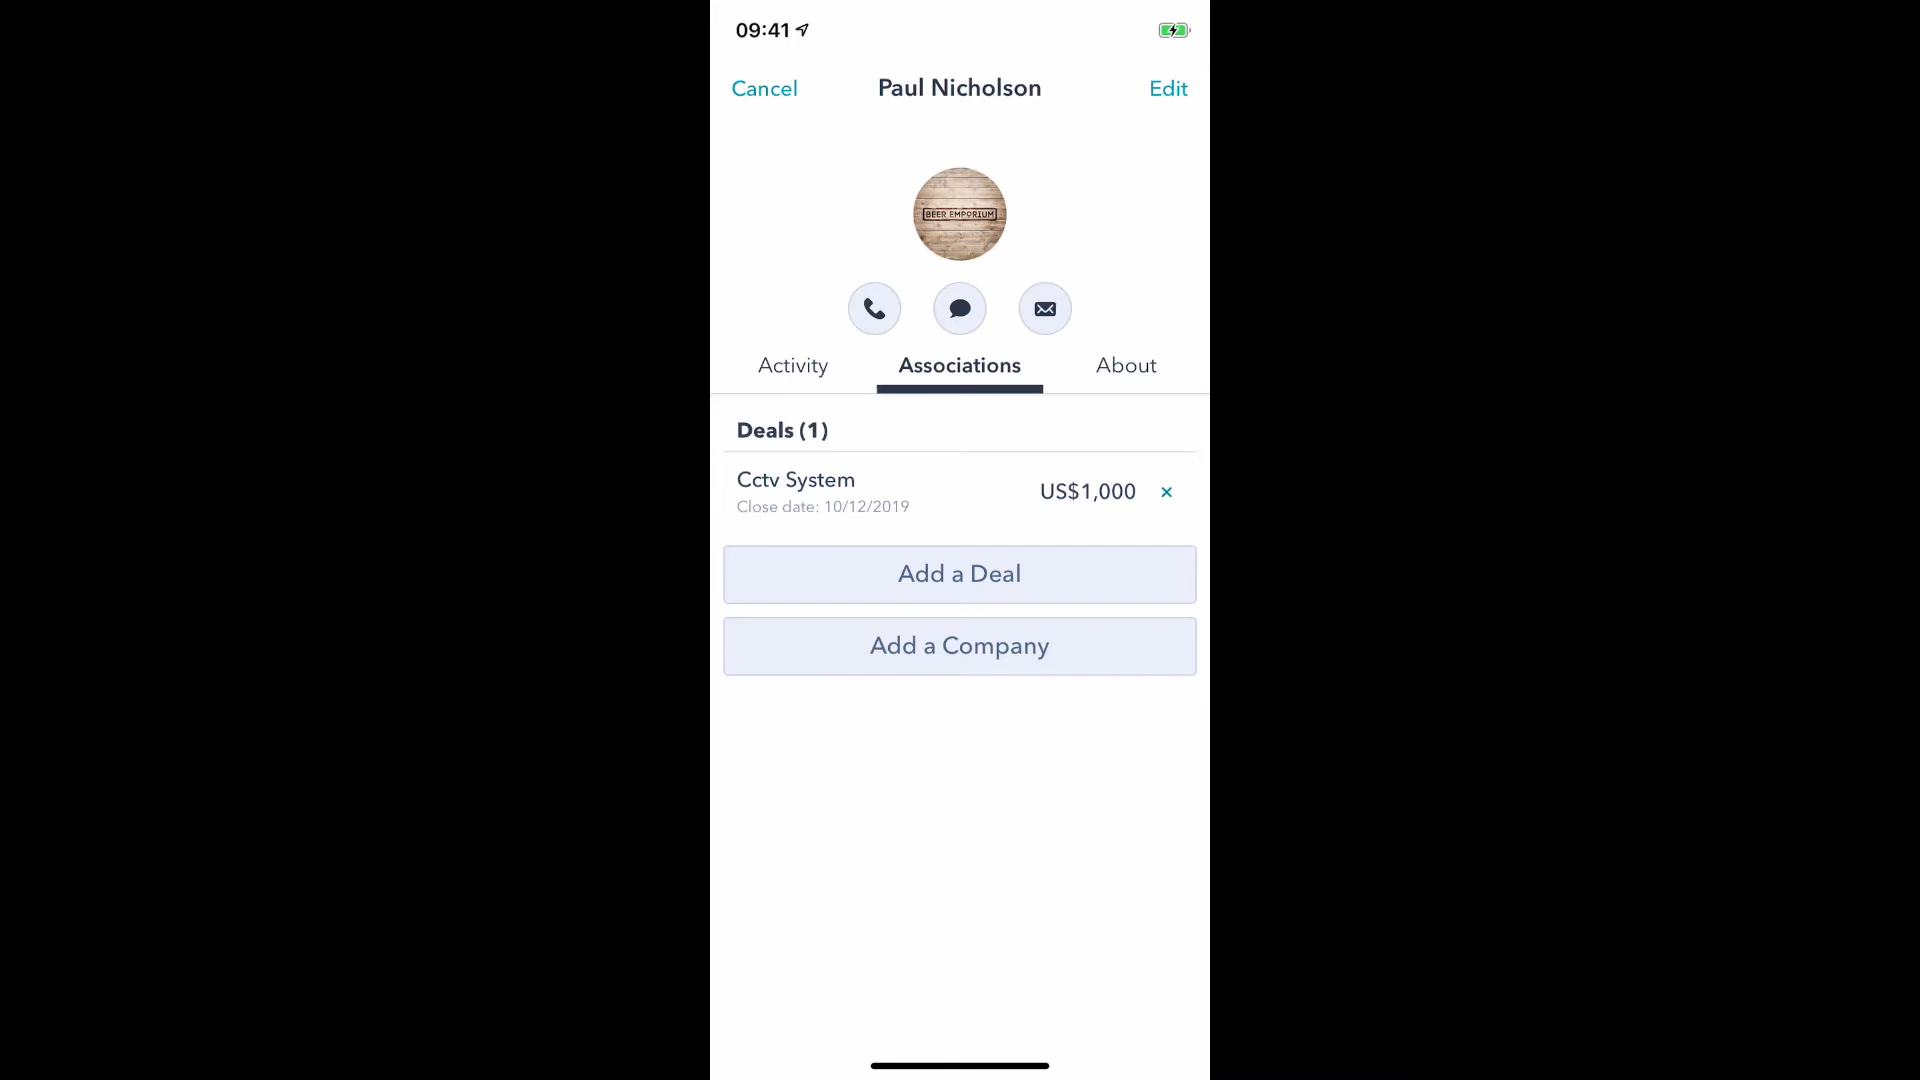 09:41
Cancel Paul Nicholson Edit
BEER EMPORIUM
Activity Associations About
Deals (1)
Cctv System
US$1,000
Close date: 10/12/2019
Add a Deal
Add a Company